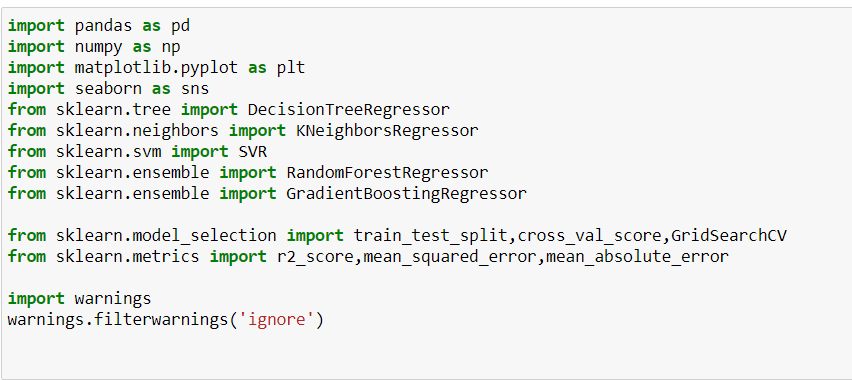 import pandas as pd
import numpy as np
import matplotlib.pyplot as plt
import seaborn as sns
from sklearn.tree import DecisionTreeRegressor
from sklearn.neighbors import KNeighborsRegressor
from sklearn.svm import SVR
from sklearn.ensemble import RandomForestRegressor
from sklearn.ensemble import GradientBoostingRegressor
from sklearn.model_selection import train_test_split,cross_val_score,GridSearchCV
from sklearn.metrics import r2_score,mean_squared_error,mean_absolute_error
import warnings
warnings.filterwarnings('ignore')